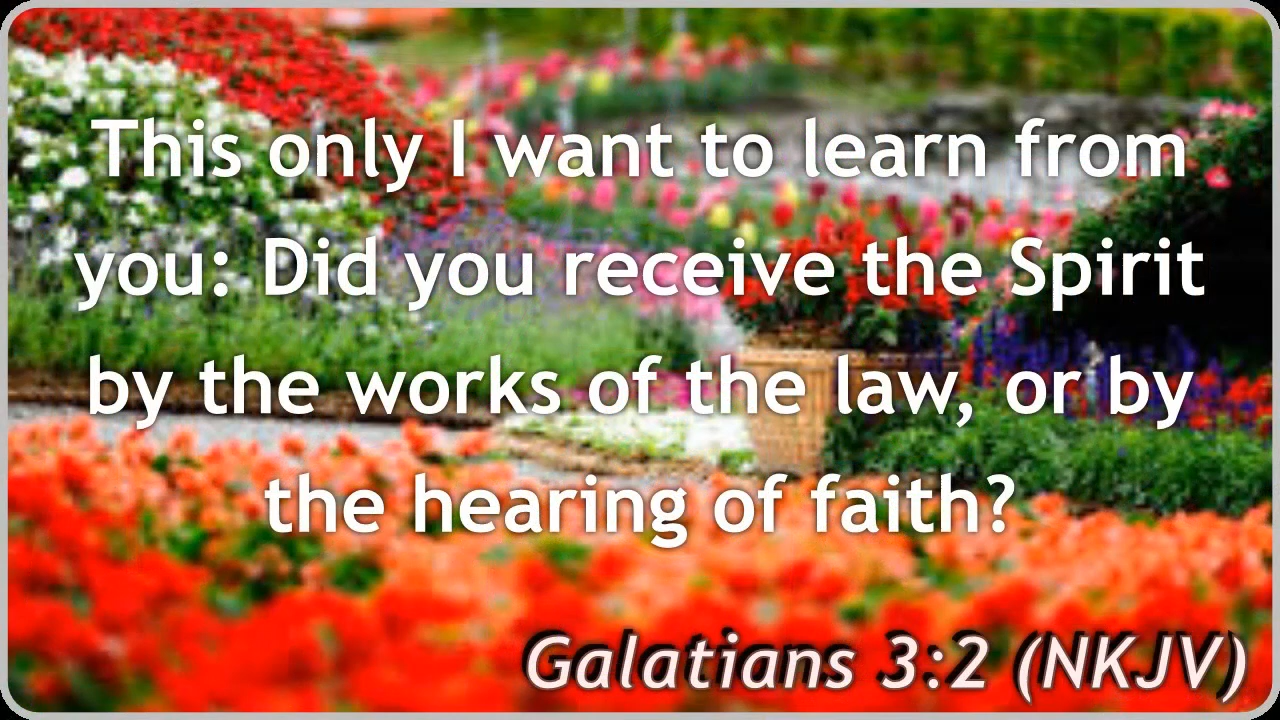 This only I want to learn from
you: Did you receive the Spirit
by the works of the law, or by
the hearing of faith?
Galatians 3:2 (NKJV)